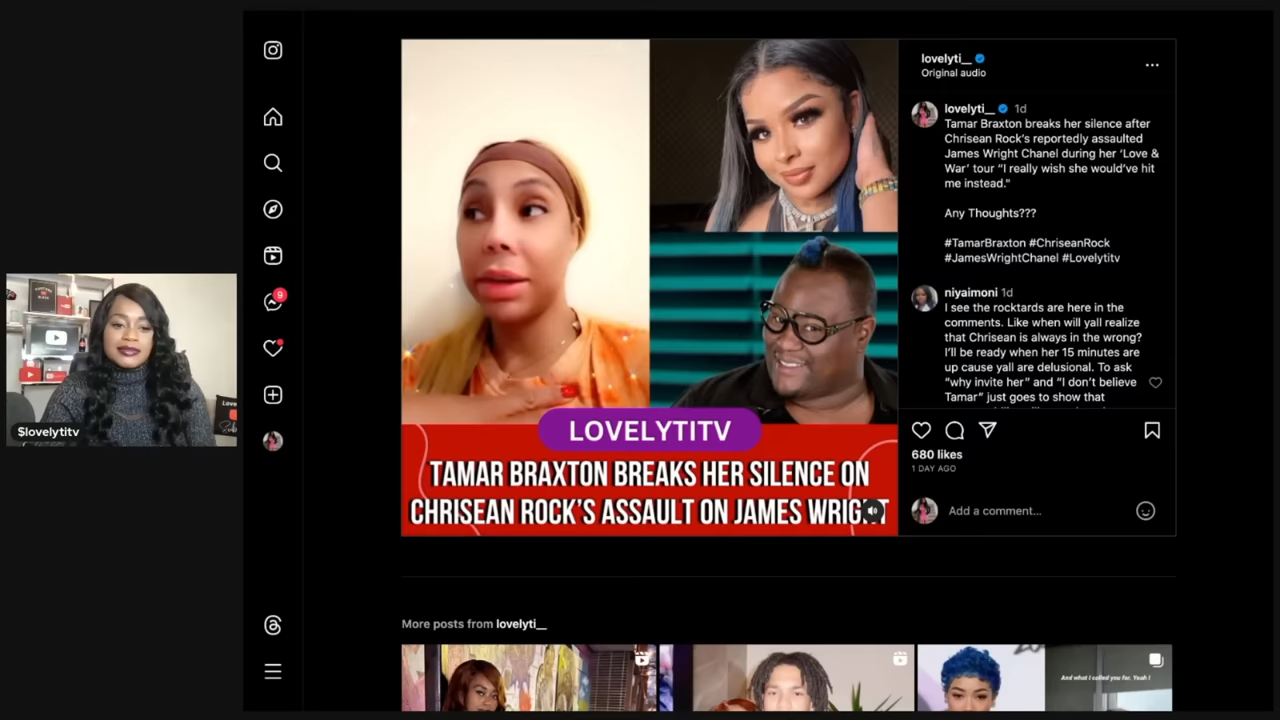 $lovelytitv
9
LOVELYTITV
TAMAR BRAXTON BREAKS HER SILENCE ON
CHRISEAN ROCK'S ASSAULT ON JAMES WRIGHT
lovelyti__
Original audio
lovelyti__ 1d
Tamar Braxton breaks her silence after
Chrisean Rock's reportedly assaulted
James Wright Chanel during her 'Love &
War' tour "I really wish she would've hit
me instead."
Any Thoughts???
#TamarBraxton #ChriseanRock
#JamesWrightChanel #Lovelytitv
niyaimoni 1d
I see the rocktards are here in the
comments. Like when will yall realize
that Chrisean is always in the wrong?
I'll be ready when her 15 minutes are
up cause yall are delusional. To ask
"why invite her" and "I don't believe
Tamar" just goes to show that
680 likes
1 DAY AGO
Add a comment...
More posts from lovelyti__
And what I called you for. Yeah !